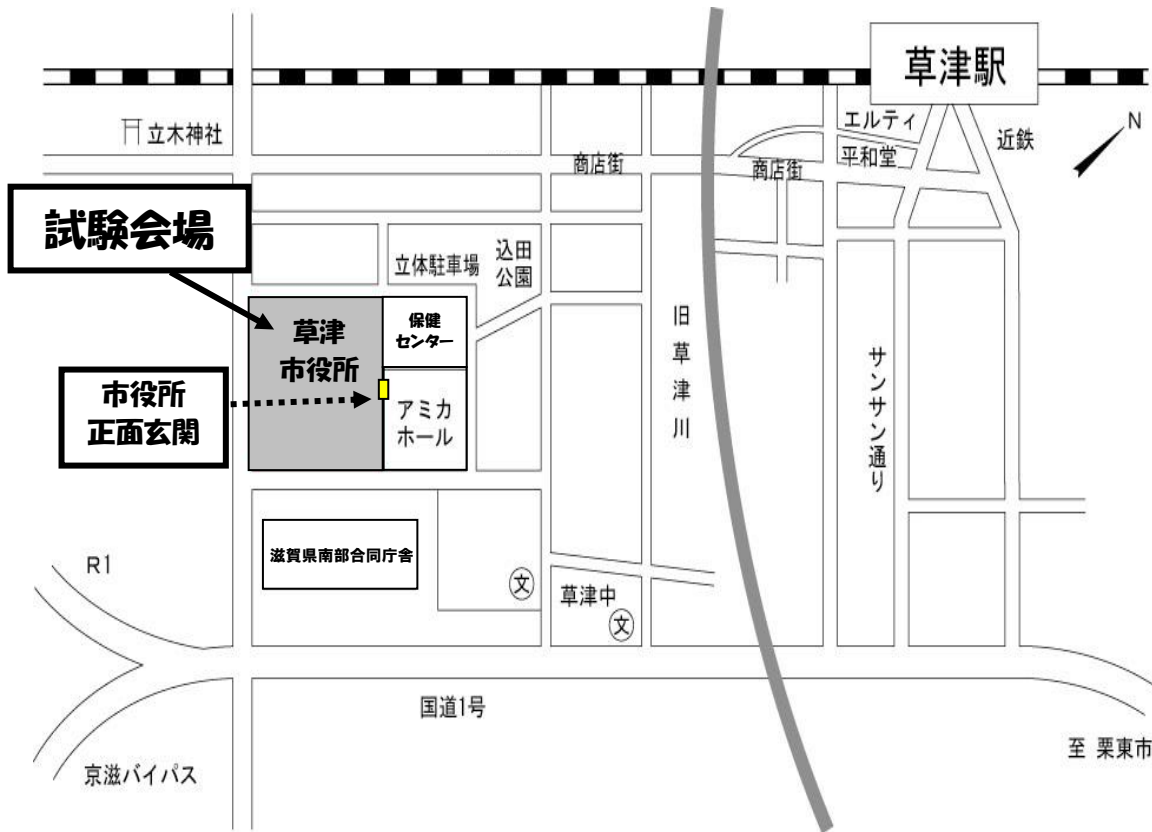 草津駅
エルティ
N
立木神社
近鉄
商店街
平和堂
商店街
試験会場
込田
公園
立体駐車場
草津
市役所
保健
センター
旧草津川
サンサン通り
市役所
正面玄関
アミカ
ホール
滋賀県南部合同庁舎
R1
文
草津中
文
国道1号
至 栗東市
京滋バイパス